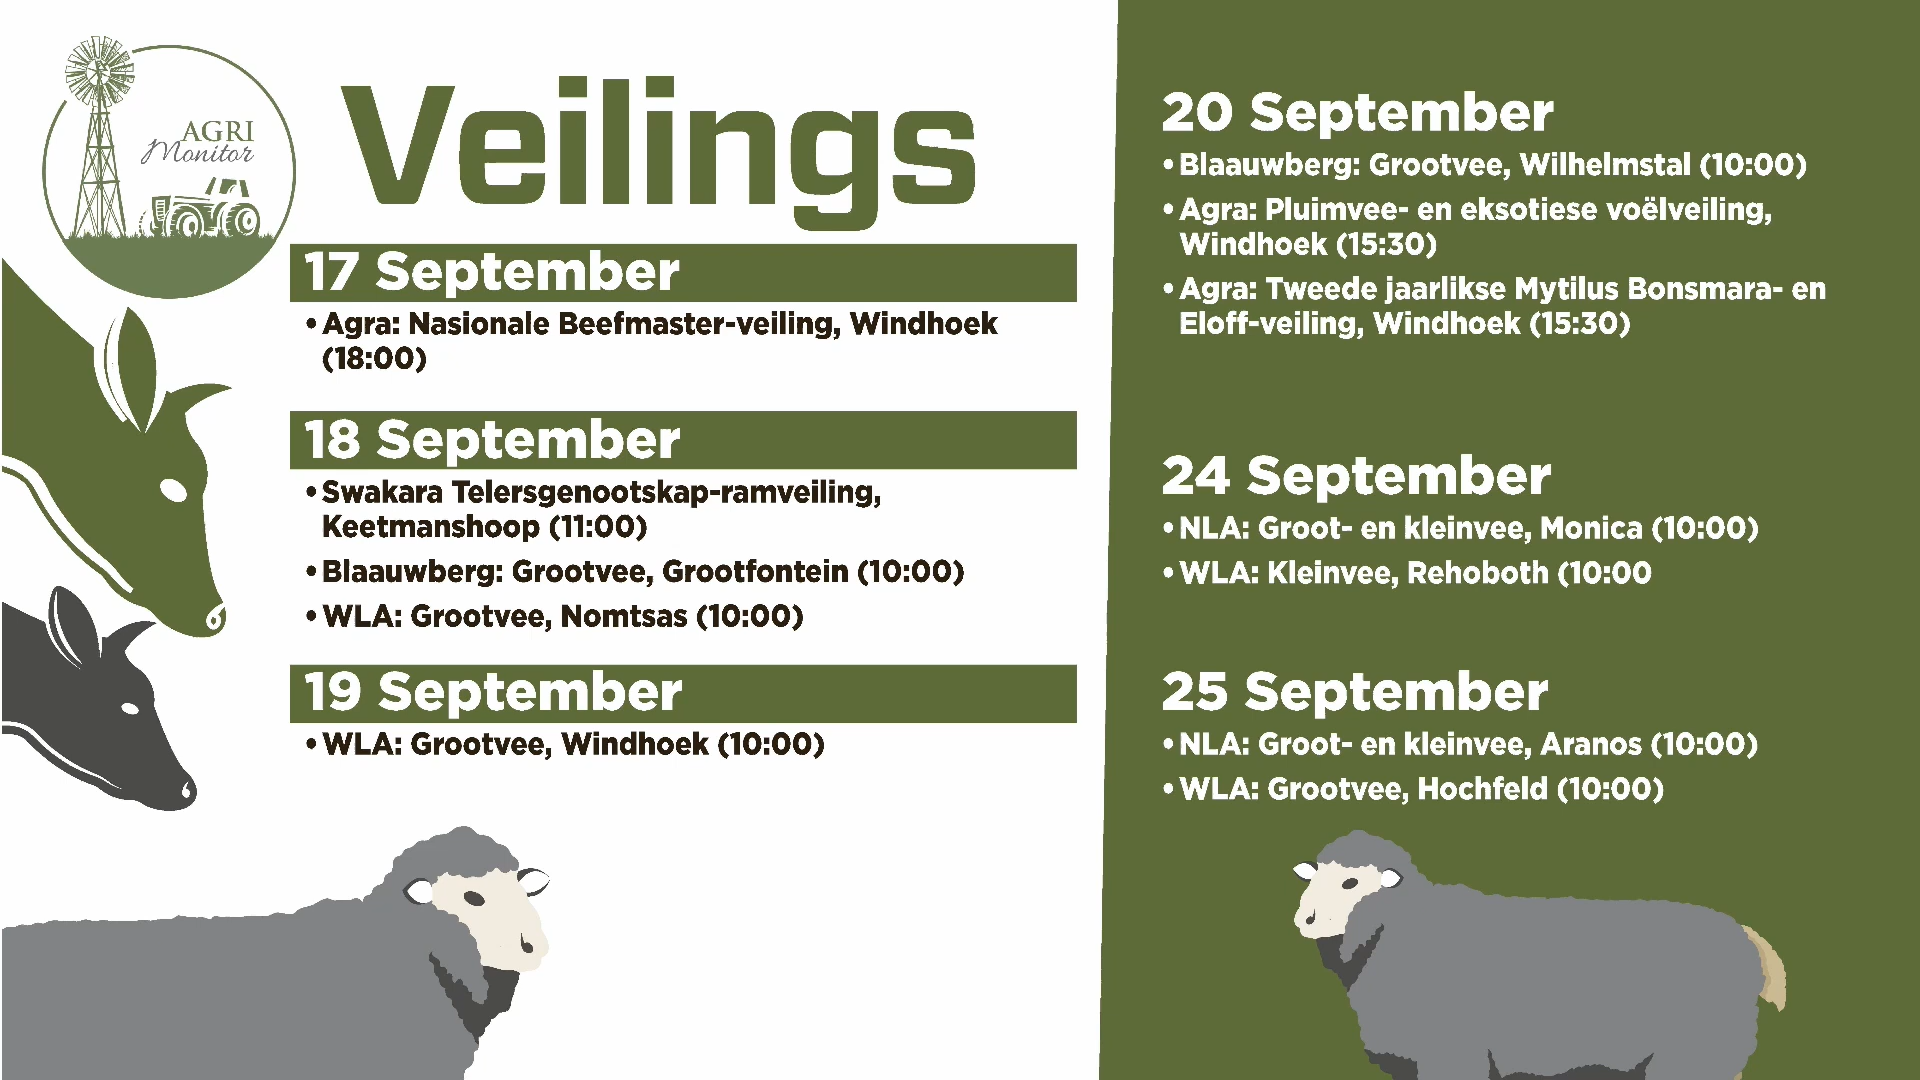 AGRI
Monitor
Veilings
17 September
•Agra: Nasionale Beefmaster-veiling, Windhoek
(18:00)
18 September
•Swakara Telersgenootskap-ramveiling,
Keetmanshoop (11:00)
•Blaauwberg: Grootvee, Grootfontein (10:00)
•WLA: Grootvee, Nomtsas (10:00)
19 September
•WLA: Grootvee, Windhoek (10:00)
20 September
•Blaauwberg: Grootvee, Wilhelmstal (10:00)
•Agra: Pluimvee- en eksotiese voëlveiling,
Windhoek (15:30)
•Agra: Tweede jaarlikse Mytilus Bonsmara- en
Eloff-veiling, Windhoek (15:30)
24 September
•NLA: Groot- en kleinvee, Monica (10:00)
•WLA: Kleinvee, Rehoboth (10:00
25 September
•NLA: Groot- en kleinvee, Aranos (10:00)
•WLA: Grootvee, Hochfeld (10:00)